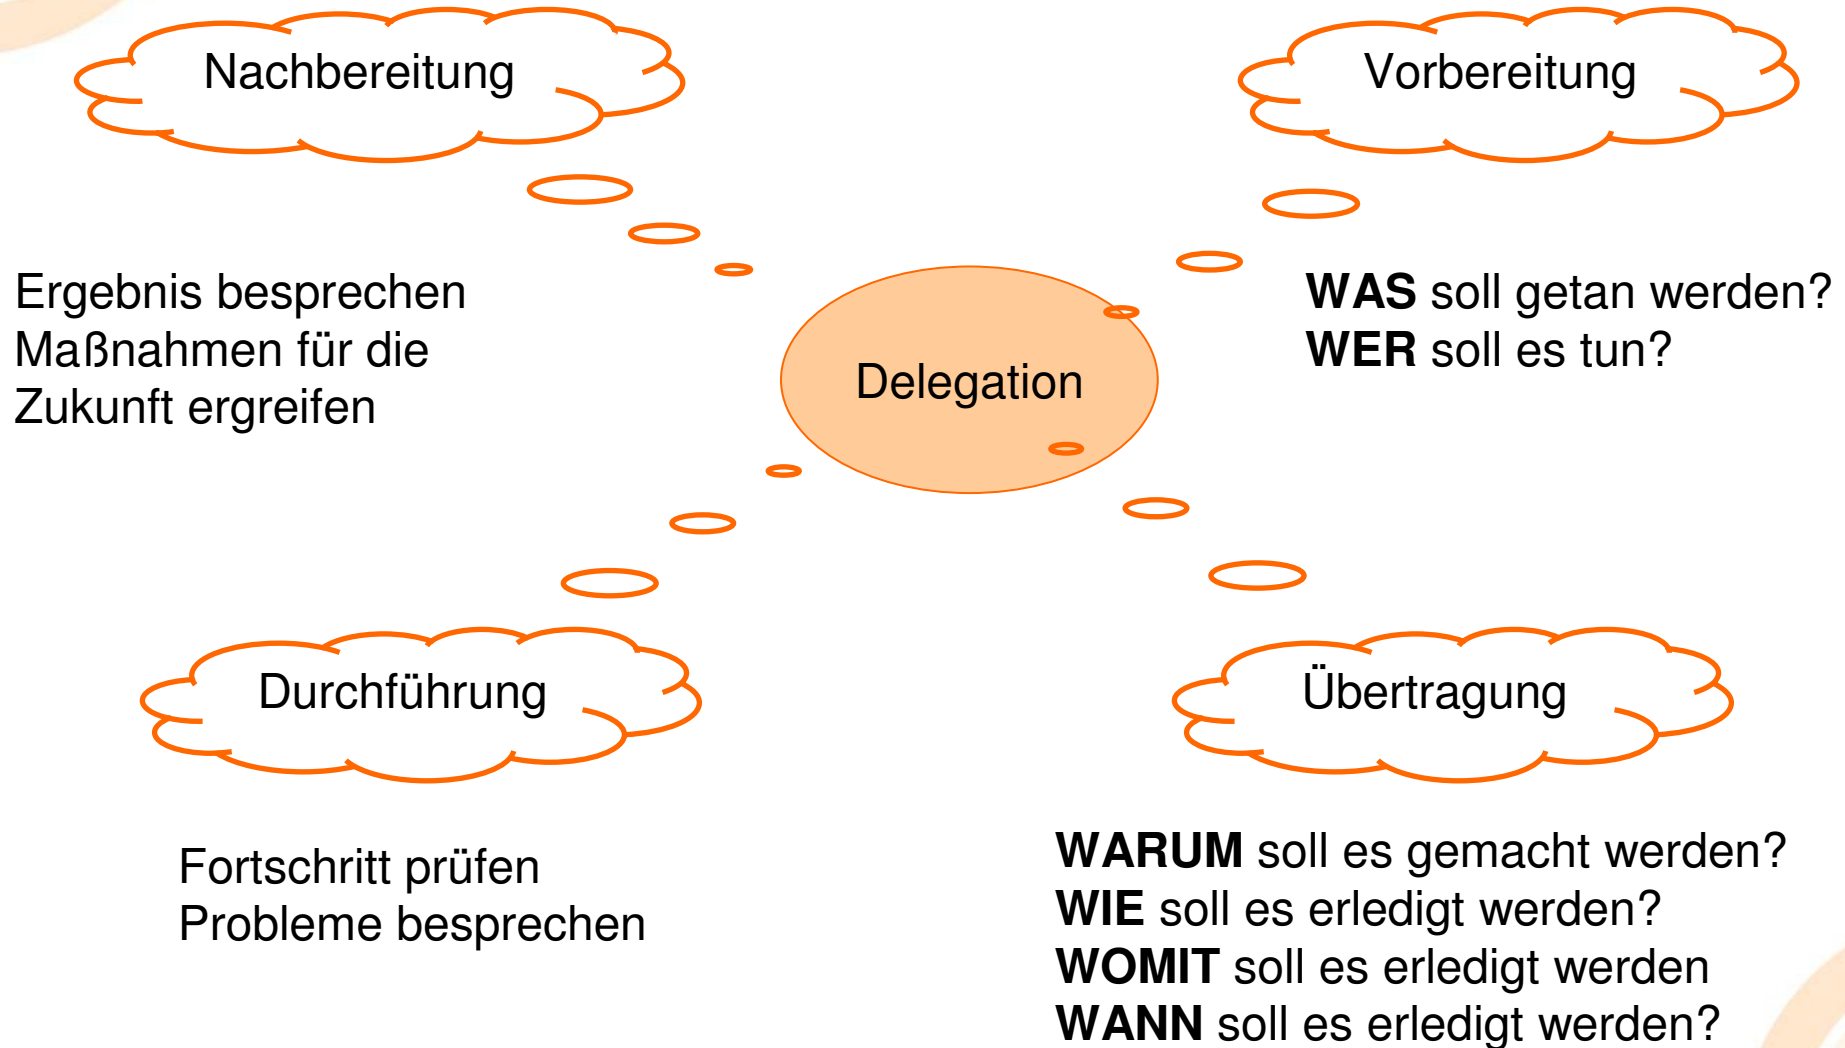 Nachbereitung
Vorbereitung
Ergebnis besprechen
Maßnahmen für die
Zukunft ergreifen
WAS soll getan werden?
WER soll es tun?
Delegation
Durchführung
Übertragung
Fortschritt prüfen
Probleme besprechen
WARUM soll es gemacht werden?
WIE soll es erledigt werden?
WOMIT soll es erledigt werden
WANN soll es erledigt werden?